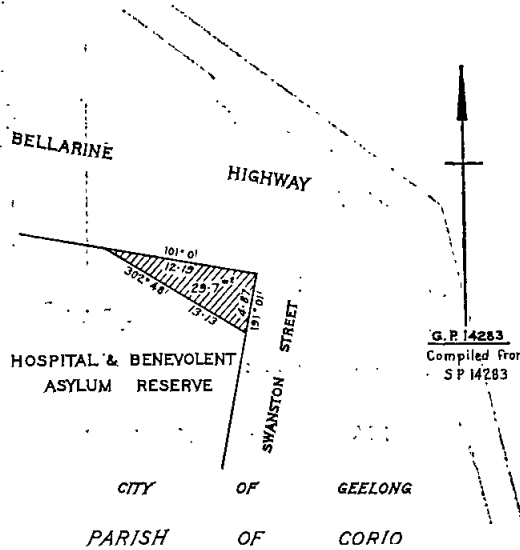 BELLARINE
HIGHWAY
101° 01'
12·19
29·7m²
4·87
191° 01'
302° 48'
13·13
HOSPITAL & BENEVOLENT
ASYLUM RESERVE
SWANSTON STREET
G.P. 14283
Compiled from
S P 14283
CITY OF GEELONG
PARISH OF CORIO